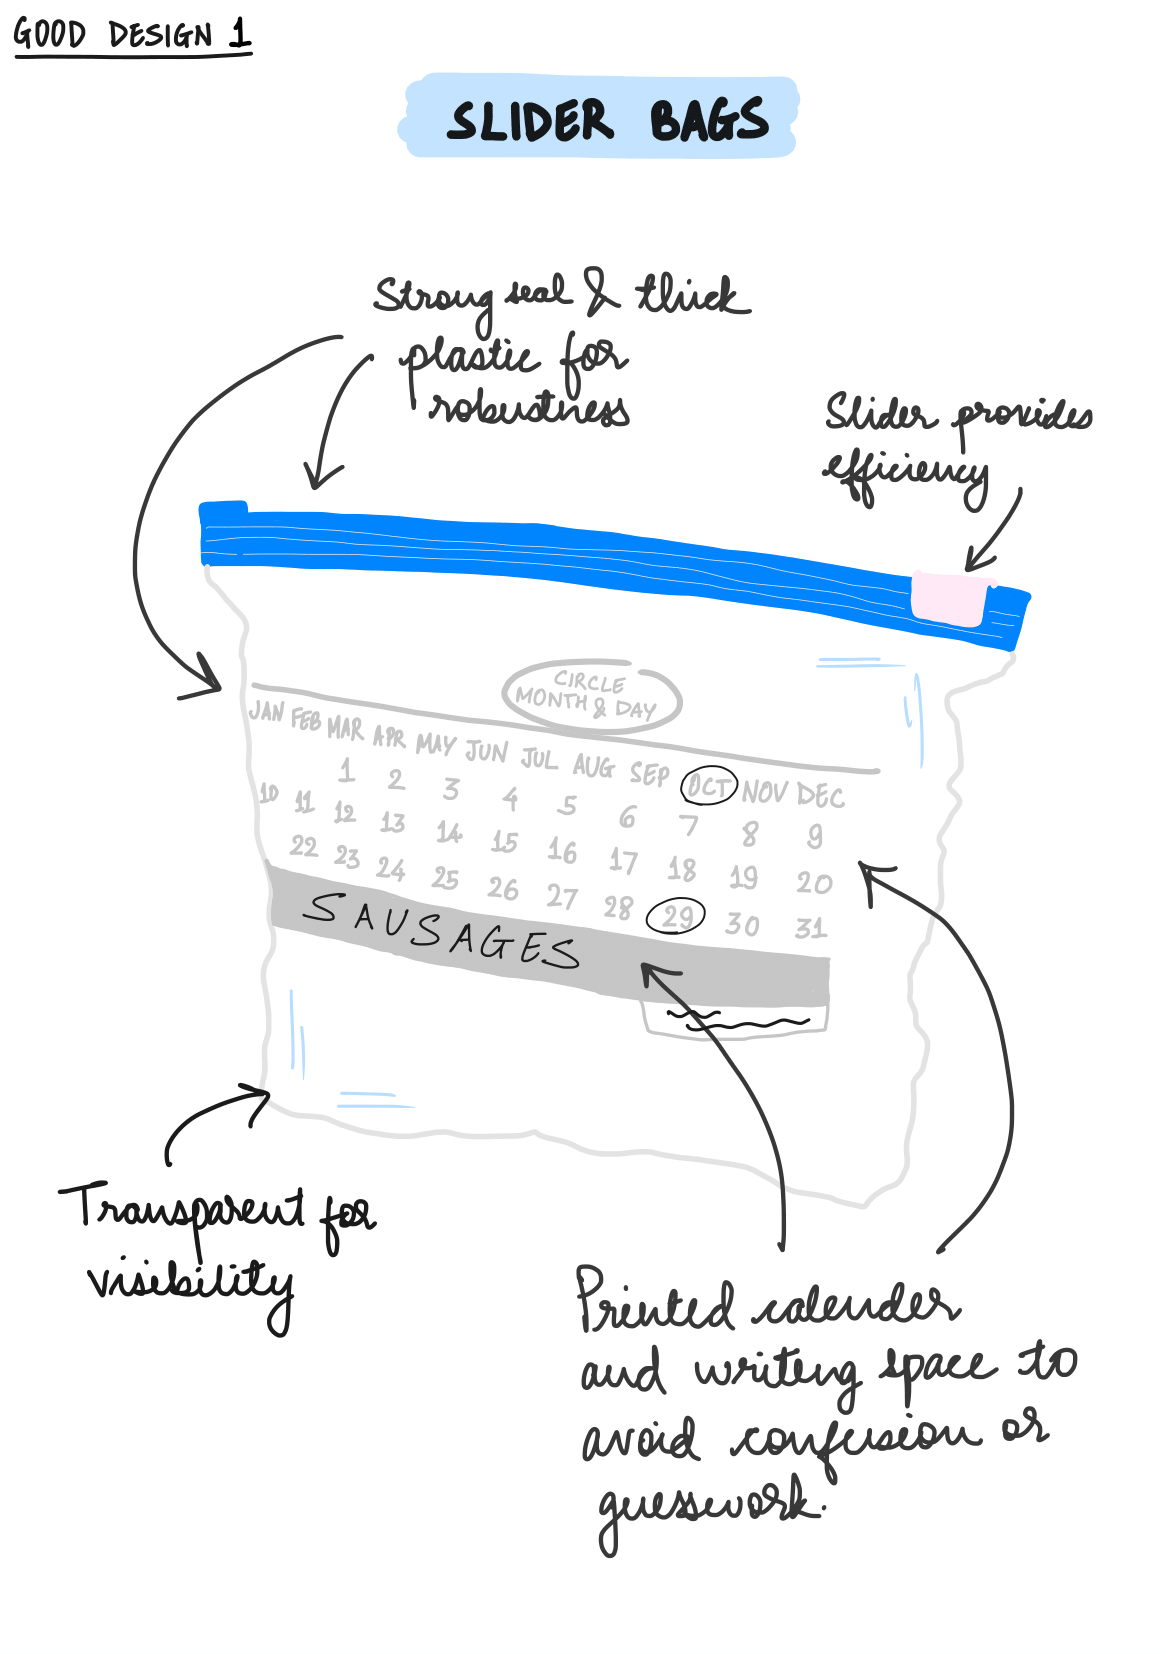 GOOD DESIGN 1
SLIDER BAGS
Strong seal & thick
plastic for
robustness
Slider provides
efficiency
CIRCLE
MONTH & DAY
JAN FEB MAR APR MAY JUN JUL AUG SEP OCT NOV DEC
1 2 3 4 5 6 7 8 9
10 11 12 13 14 15 16 17 18 19 20
22 23 24 25 26 27 28 29 30 31
SAUSAGES
Transparent for
visibility
Printed calender
and writing space to
avoid confusion or
guesswork.